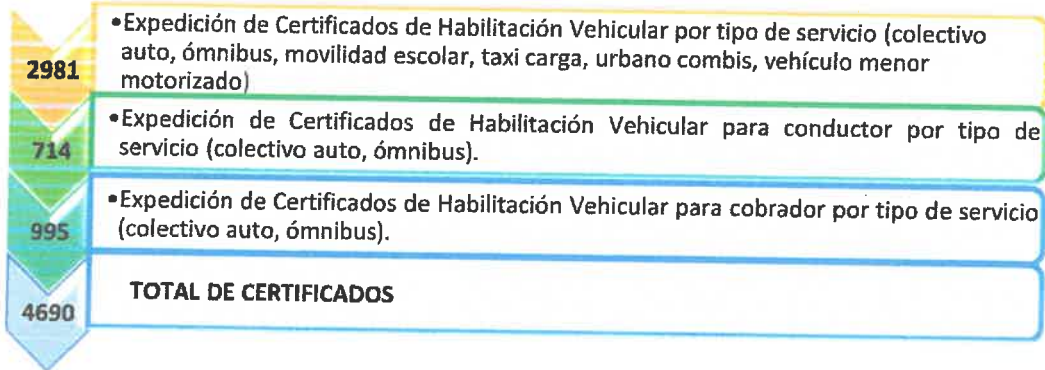 2981
•Expedición de Certificados de Habilitación Vehicular por tipo de servicio (colectivo
auto, ómnibus, movilidad escolar, taxi carga, urbano combis, vehículo menor
motorizado)
714
•Expedición de Certificados de Habilitación Vehicular para conductor por tipo de
servicio (colectivo auto, ómnibus).
995
•Expedición de Certificados de Habilitación Vehicular para cobrador por tipo de servicio
(colectivo auto, ómnibus).
4690
TOTAL DE CERTIFICADOS